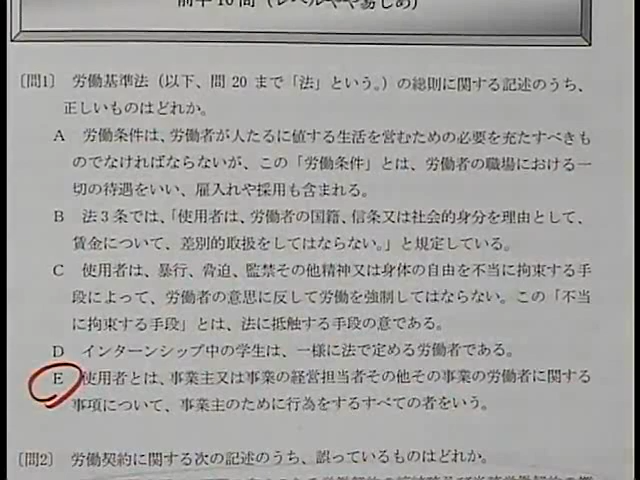 前半10問（レベルやや易しめ）
〔問1〕 労働基準法（以下、問 20 まで「法」という。）の総則に関する記述のうち、
正しいものはどれか。
A 労働条件は、労働者が人たるに値する生活を営むための必要を充たすべきも
のでなければならないが、この「労働条件」とは、労働者の職場における一
切の待遇をいい、雇入れや採用も含まれる。
B 法３条では、「使用者は、労働者の国籍、信条又は社会的身分を理由として、
賃金について、差別的取扱をしてはならない。」と規定している。
C 使用者は、暴行、脅迫、監禁その他精神又は身体の自由を不当に拘束する手
段によって、労働者の意思に反して労働を強制してはならない。この「不当
に拘束する手段」とは、法に抵触する手段の意である。
D インターンシップ中の学生は、一様に法で定める労働者である。
E 使用者とは、事業主又は事業の経営担当者その他その事業の労働者に関する
事項について、事業主のために行為をするすべての者をいう。
〔問2〕 労働契約に関する次の記述のうち、誤っているものはどれか。